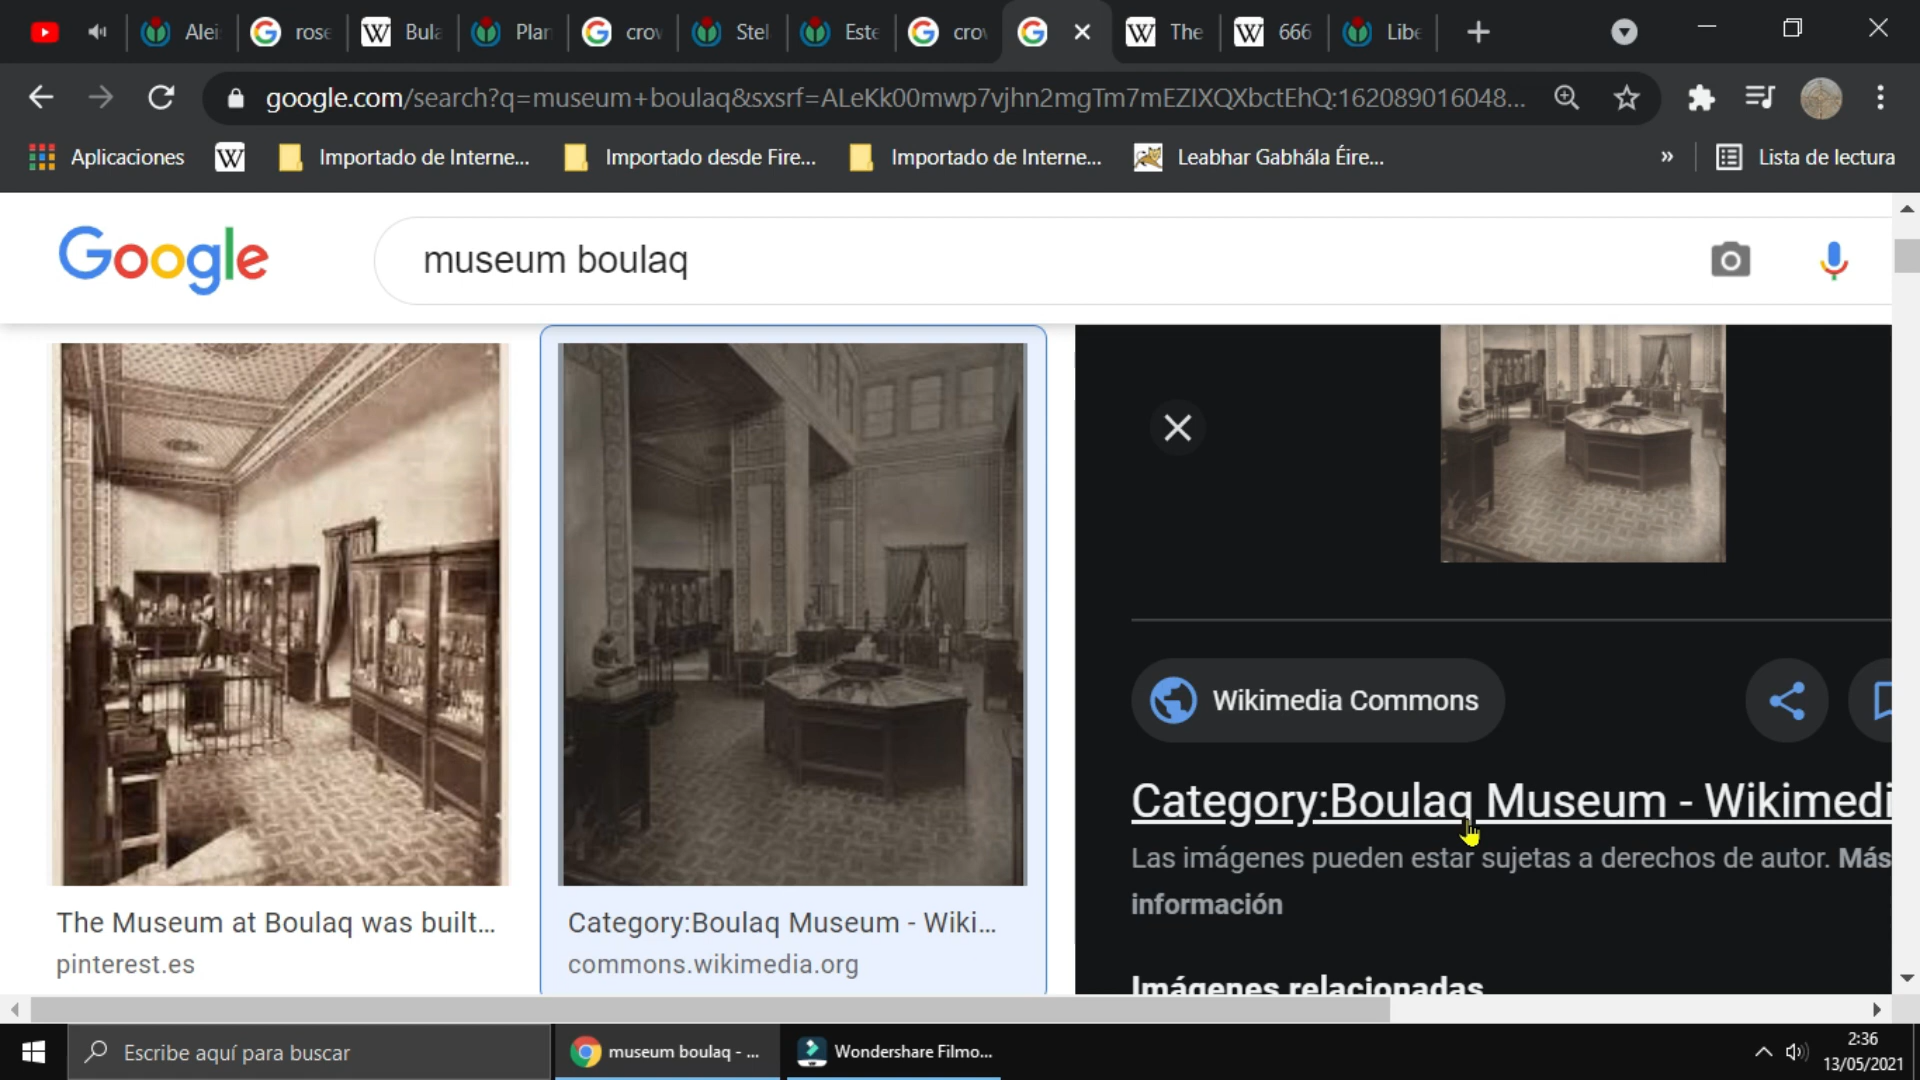 Alei
rose
Bula
Plan
crov
Stel
Este
crov
The
666
Libe
google.com/search?q=museum+boulaq&sxsrf=ALeKk00mwp7vjhn2mgTm7mEZIXQXbctEhQ:162089016048...
Aplicaciones
W
Importado de Interne...
Importado desde Fire...
Importado de Interne...
Leabhar Gabhála Éire...
»
Lista de lectura
Google
museum boulaq
Wikimedia Commons
Category:Boulaq Museum - Wikimedi
Las imágenes pueden estar sujetas a derechos de autor. Más
información
Imágenes relacionadas
The Museum at Boulaq was built...
pinterest.es
Category:Boulaq Museum - Wiki...
commons.wikimedia.org
Escribe aquí para buscar
museum boulaq - ...
Wondershare Filmo...
2:36
13/05/2021